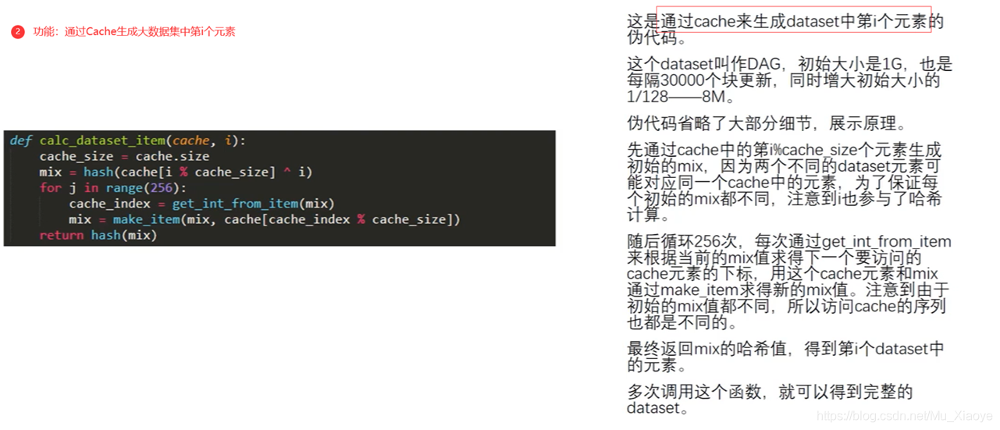 2 功能：通过Cache生成大数据集中第i个元素
def calc_dataset_item(cache, i):
    cache_size = cache.size
    mix = hash(cache[i % cache_size] ^ i)
    for j in range(256):
        cache_index = get_int_from_item(mix)
        mix = make_item(mix, cache[cache_index % cache_size])
    return hash(mix)
这是通过cache来生成dataset中第i个元素的
伪代码。
这个dataset叫作DAG，初始大小是1G，也是
每隔30000个块更新，同时增大初始大小的
1/128——8M。
伪代码省略了大部分细节，展示原理。
先通过cache中的第i%cache_size个元素生成
初始的mix，因为两个不同的dataset元素可
能对应同一个cache中的元素，为了保证每
个初始的mix都不同，注意到i也参与了哈希
计算。
随后循环256次，每次通过get_int_from_item
来根据当前的mix值求得下一个要访问的
cache元素的下标，用这个cache元素和mix
通过make_item求得新的mix值。注意到由于
初始的mix值都不同，所以访问cache的序列
也都是不同的。
最终返回mix的哈希值，得到第i个dataset中
的元素。
多次调用这个函数，就可以得到完整的
dataset。
https://blog.csdn.net/Mu_Xiaoye